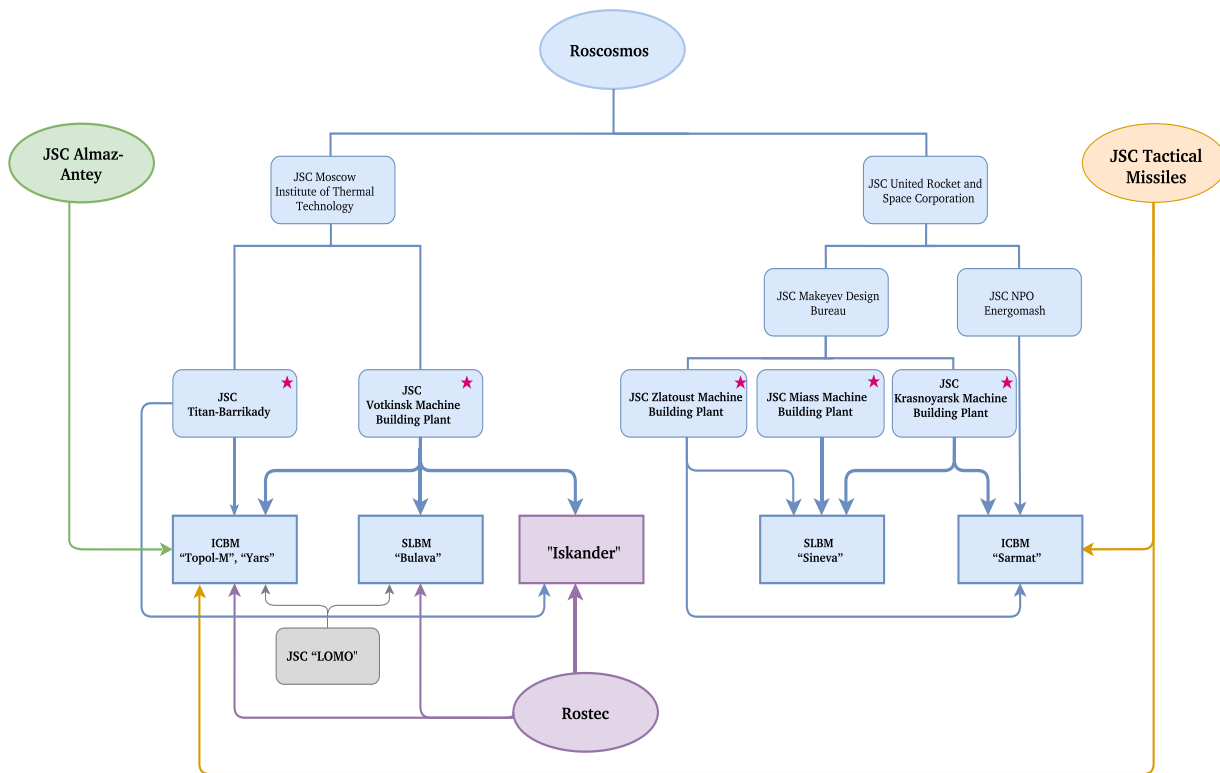 Roscosmos
JSC Almaz-
Antey
JSC Tactical
Missiles
JSC Moscow
Institute of Thermal
Technology
JSC United Rocket and
Space Corporation
JSC Makeyev Design
Bureau
JSC NPO
Energomash
JSC
Titan-Barrikady
JSC
Votkinsk Machine
Building Plant
JSC Zlatoust Machine
Building Plant
JSC Miass Machine
Building Plant
JSC
Krasnoyarsk Machine
Building Plant
ICBM
“Topol-M”, “Yars”
SLBM
“Bulava”
"Iskander"
SLBM
“Sineva”
ICBM
“Sarmat”
JSC “LOMO"
Rostec